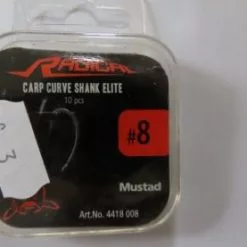 RADICAL
CARP CURVE SHANK ELITE
10 pcs
#8
Mustad
Art.No. 4418 008